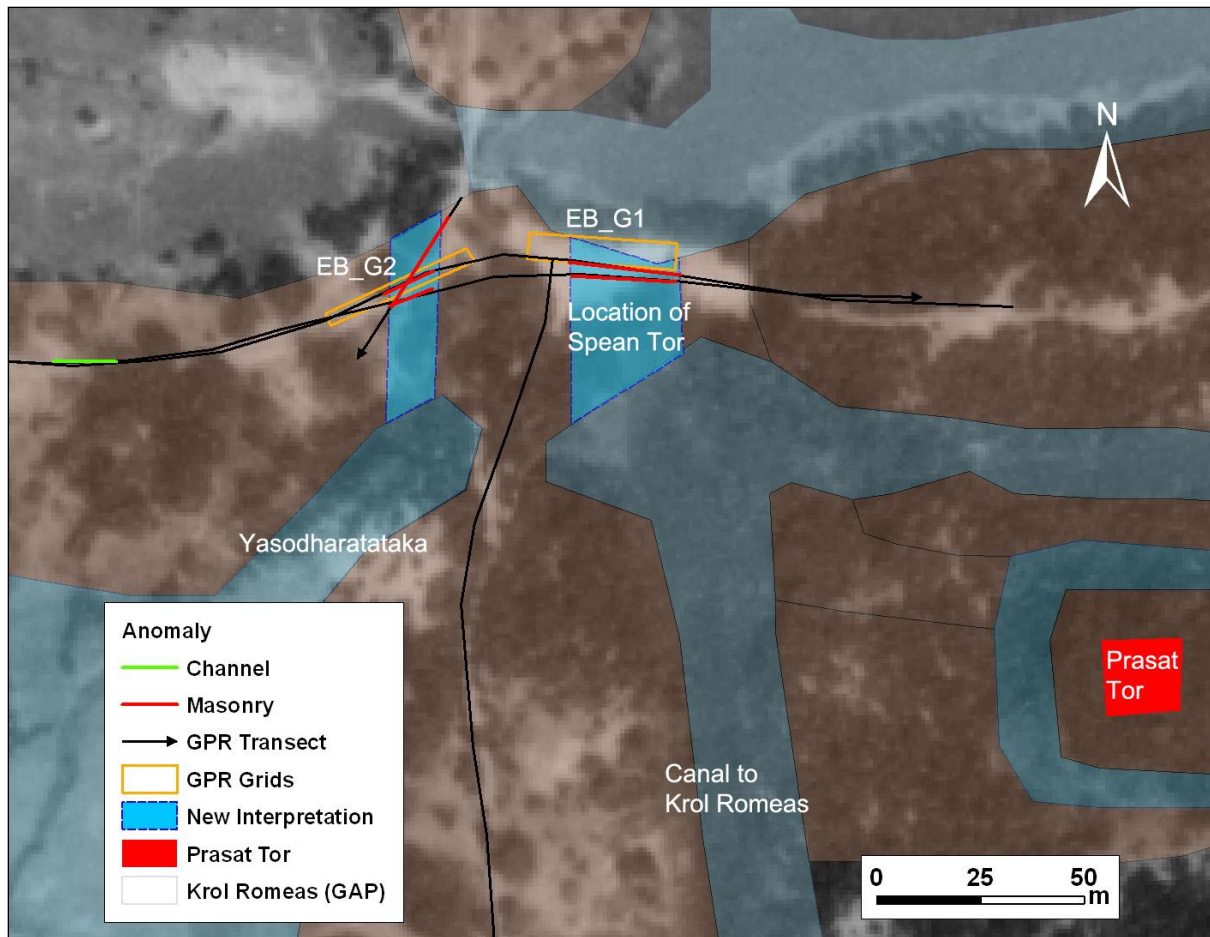 N
EB_G1
EB_G2
Location of
Spean Tor
Yasodharatataka
Prasat
Tor
Canal to
Krol Romeas
Anomaly
Channel
Masonry
GPR Transect
GPR Grids
New Interpretation
Prasat Tor
Krol Romeas (GAP)
0 25 50
m